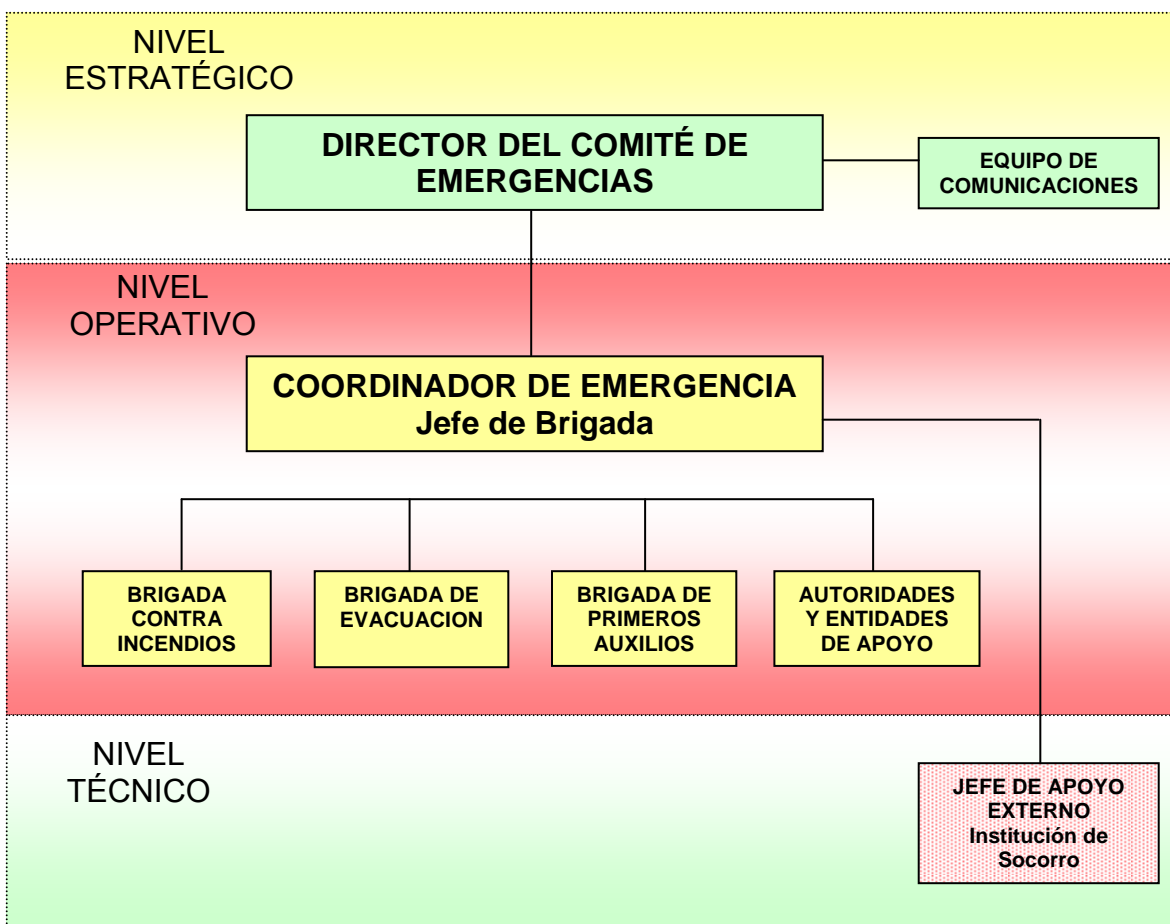 NIVEL
ESTRATÉGICO
DIRECTOR DEL COMITÉ DE
EMERGENCIAS
EQUIPO DE
COMUNICACIONES
NIVEL
OPERATIVO
COORDINADOR DE EMERGENCIA
Jefe de Brigada
BRIGADA
CONTRA
INCENDIOS
BRIGADA DE
EVACUACION
BRIGADA DE
PRIMEROS
AUXILIOS
AUTORIDADES
Y ENTIDADES
DE APOYO
NIVEL
TÉCNICO
JEFE DE APOYO
EXTERNO
Institución de
Socorro